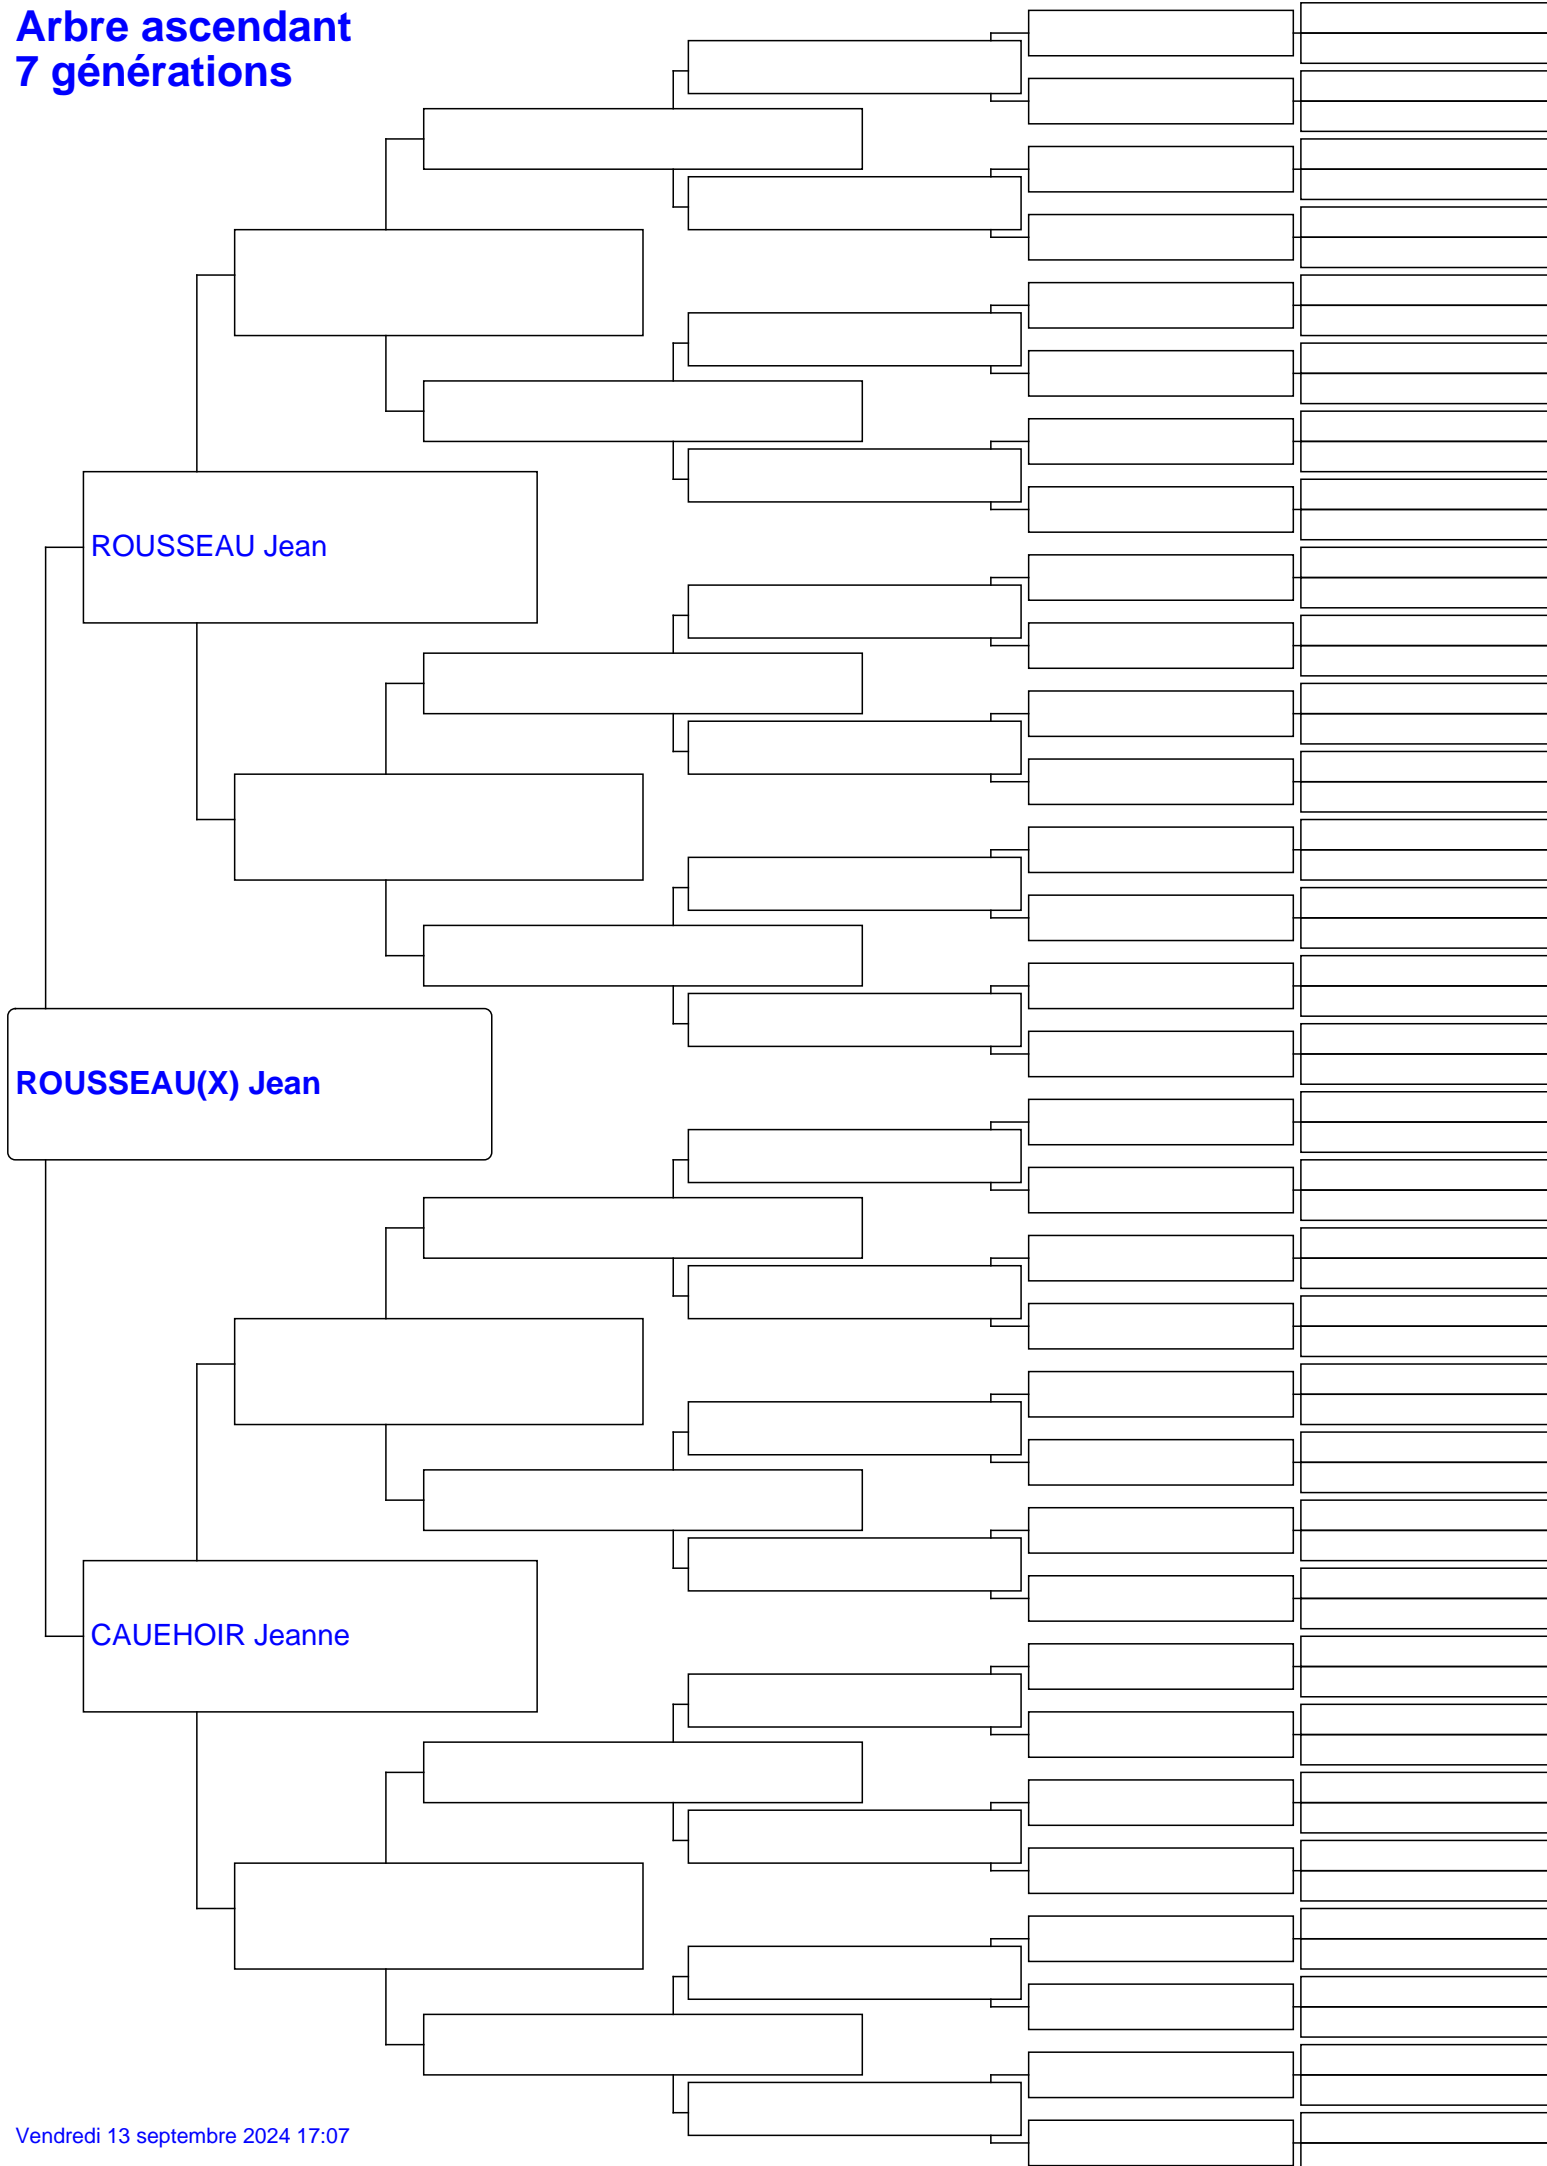 Arbre ascendant
7 générations
ROUSSEAU Jean
ROUSSEAU(X) Jean
CAUEHOIR Jeanne
Vendredi 13 septembre 2024 17:07